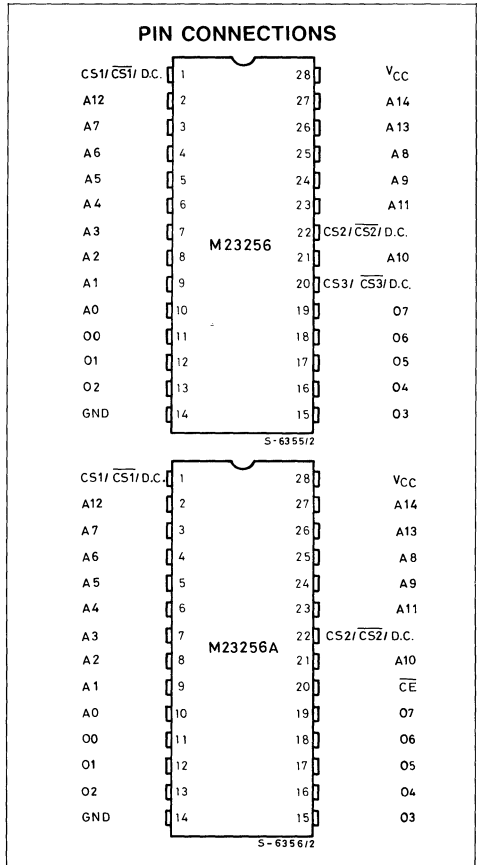 PIN CONNECTIONS
CS1/ C̅S̅1̅/ D.C. 1 28 VCC
A12 2 27 A14
A7 3 26 A13
A6 4 25 A8
A5 5 24 A9
A4 6 23 A11
A3 7 22 CS2/ C̅S̅2̅/ D.C.
M23256
A2 8 21 A10
A1 9 20 CS3/ C̅S̅3̅/ D.C.
A0 10 19 O7
O0 11 18 O6
O1 12 17 O5
O2 13 16 O4
GND 14 15 O3
S-6355/2
CS1/ C̅S̅1̅/ D.C. 1 28 VCC
A12 2 27 A14
A7 3 26 A13
A6 4 25 A8
A5 5 24 A9
A4 6 23 A11
A3 7 22 CS2/ C̅S̅2̅/ D.C.
M23256A
A2 8 21 A10
A1 9 20 C̅E̅
A0 10 19 O7
O0 11 18 O6
O1 12 17 O5
O2 13 16 O4
GND 14 15 O3
S-6356/2